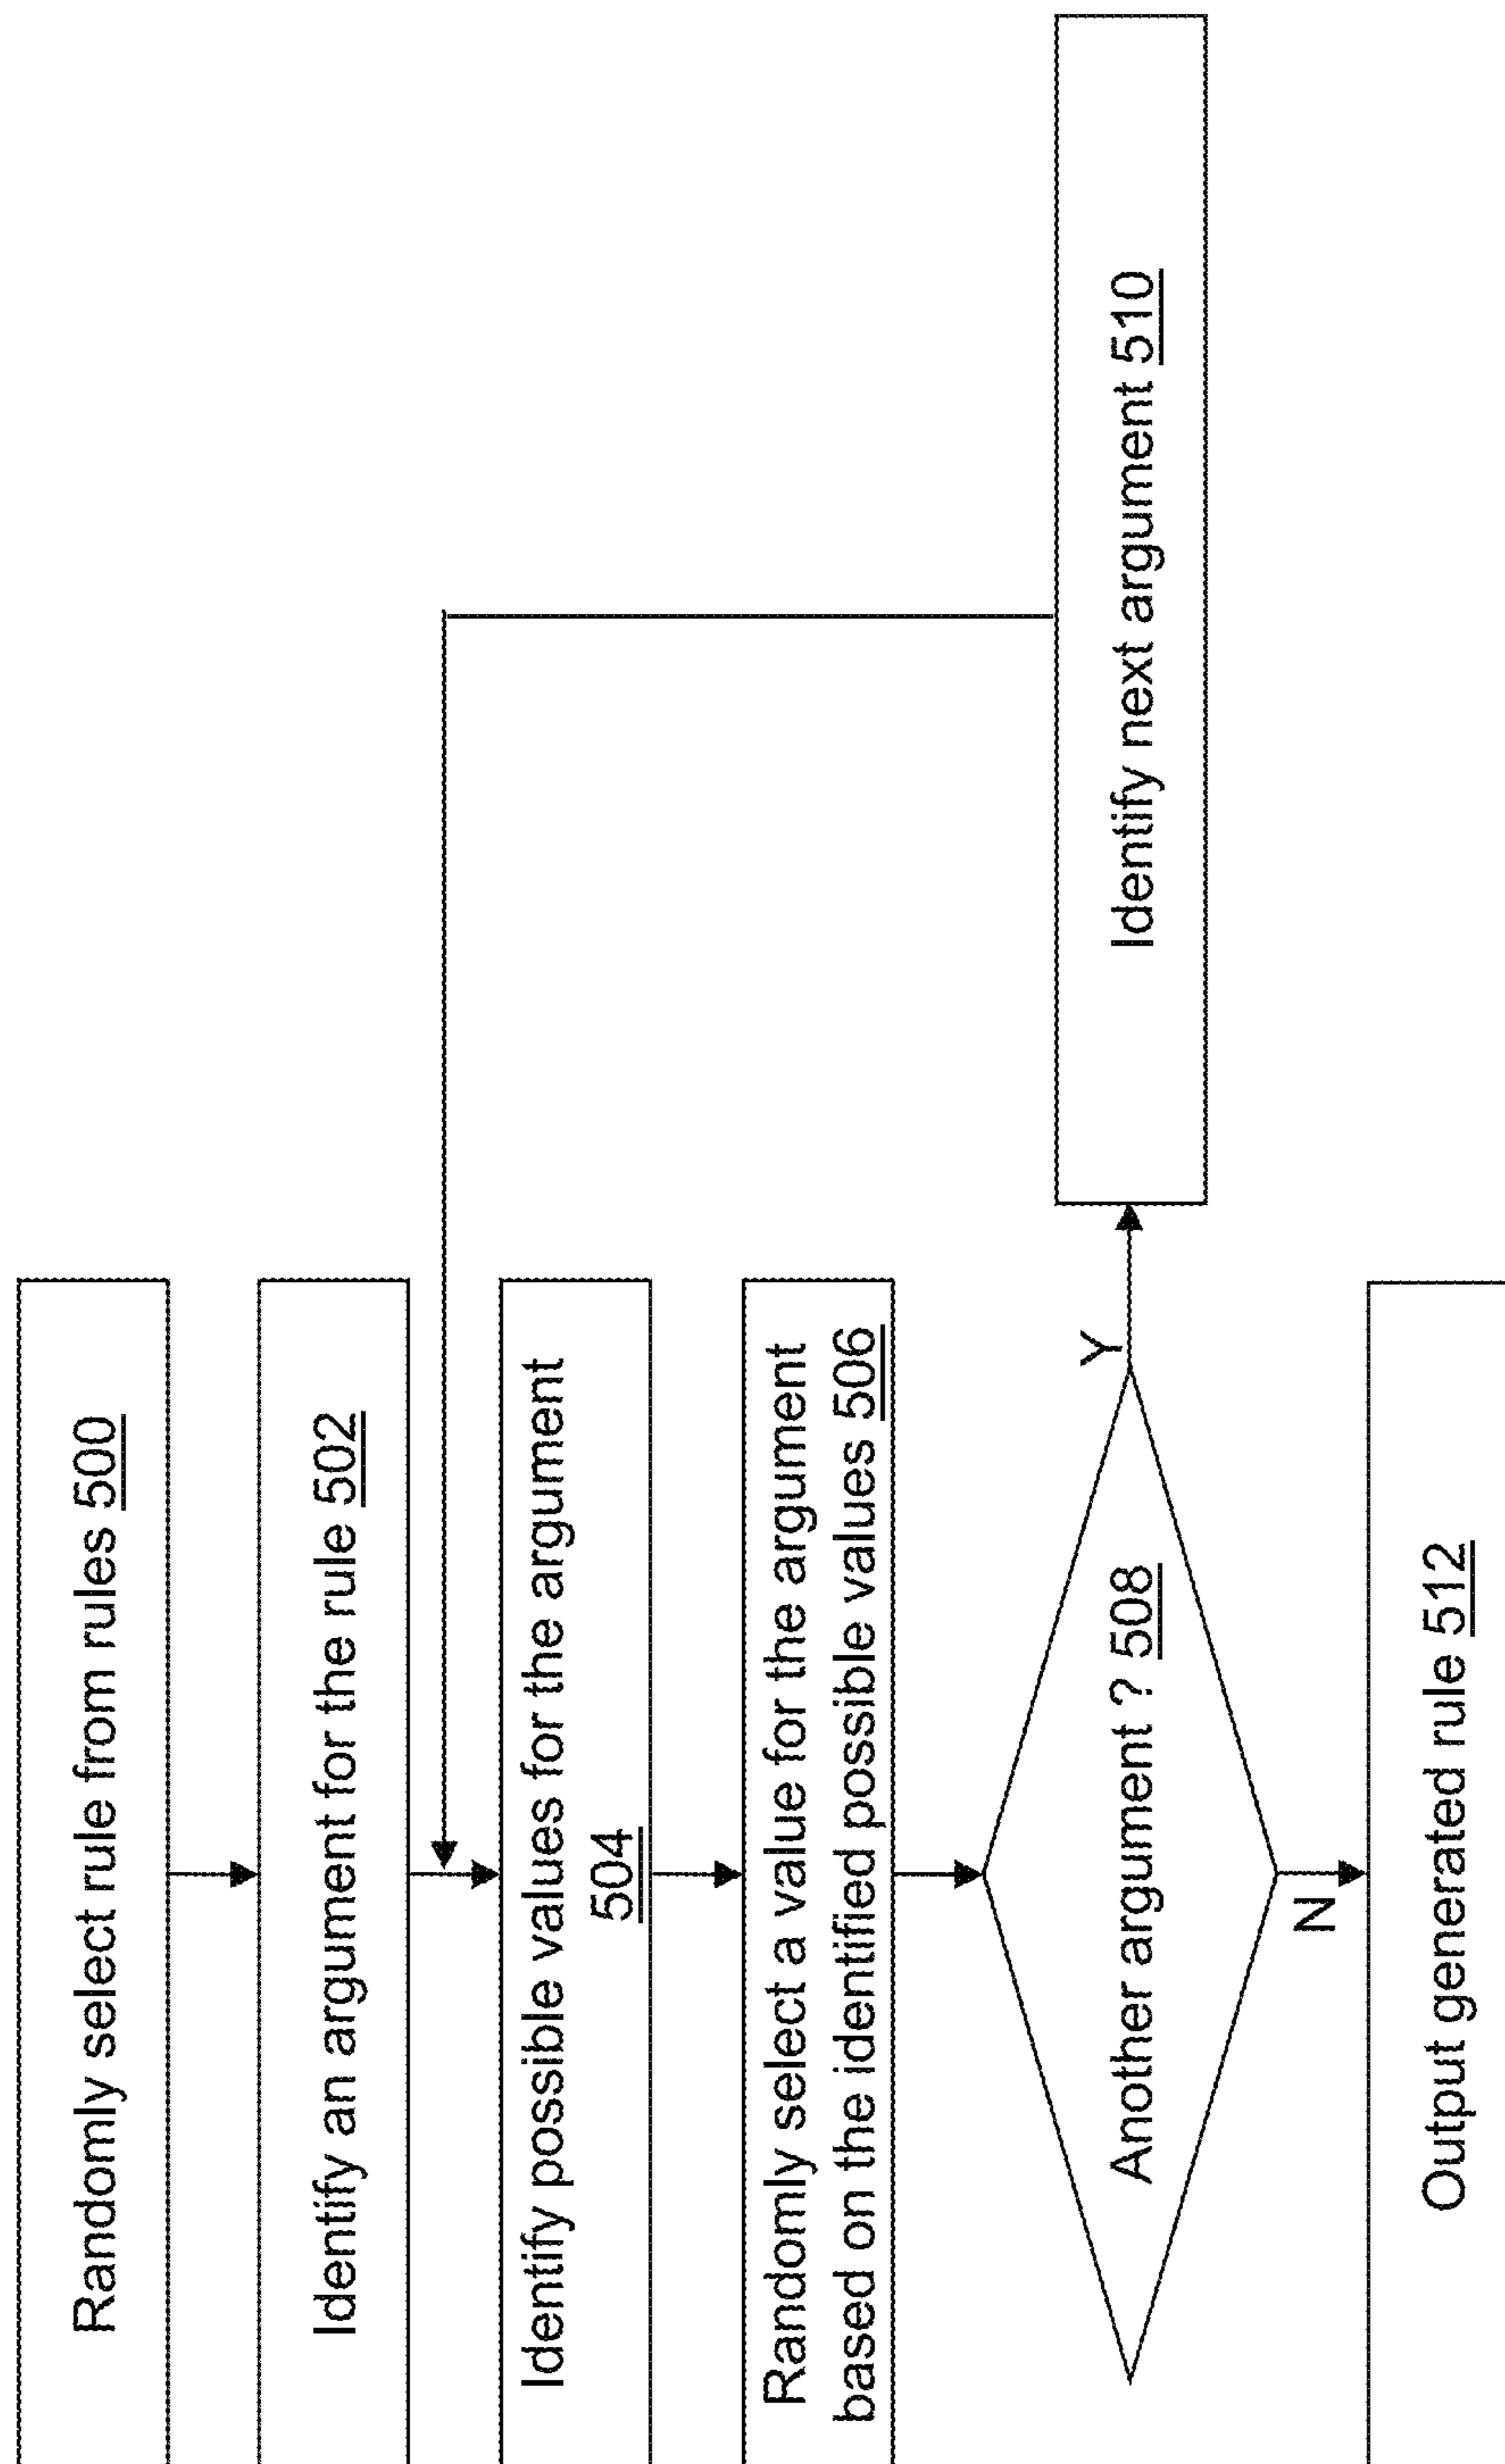 Randomly select rule from rules 500
Identify an argument for the rule 502
Identify possible values for the argument
504
Randomly select a value for the argument
based on the identified possible values 506
Another argument ? 508
Y
Identify next argument 510
N
Output generated rule 512